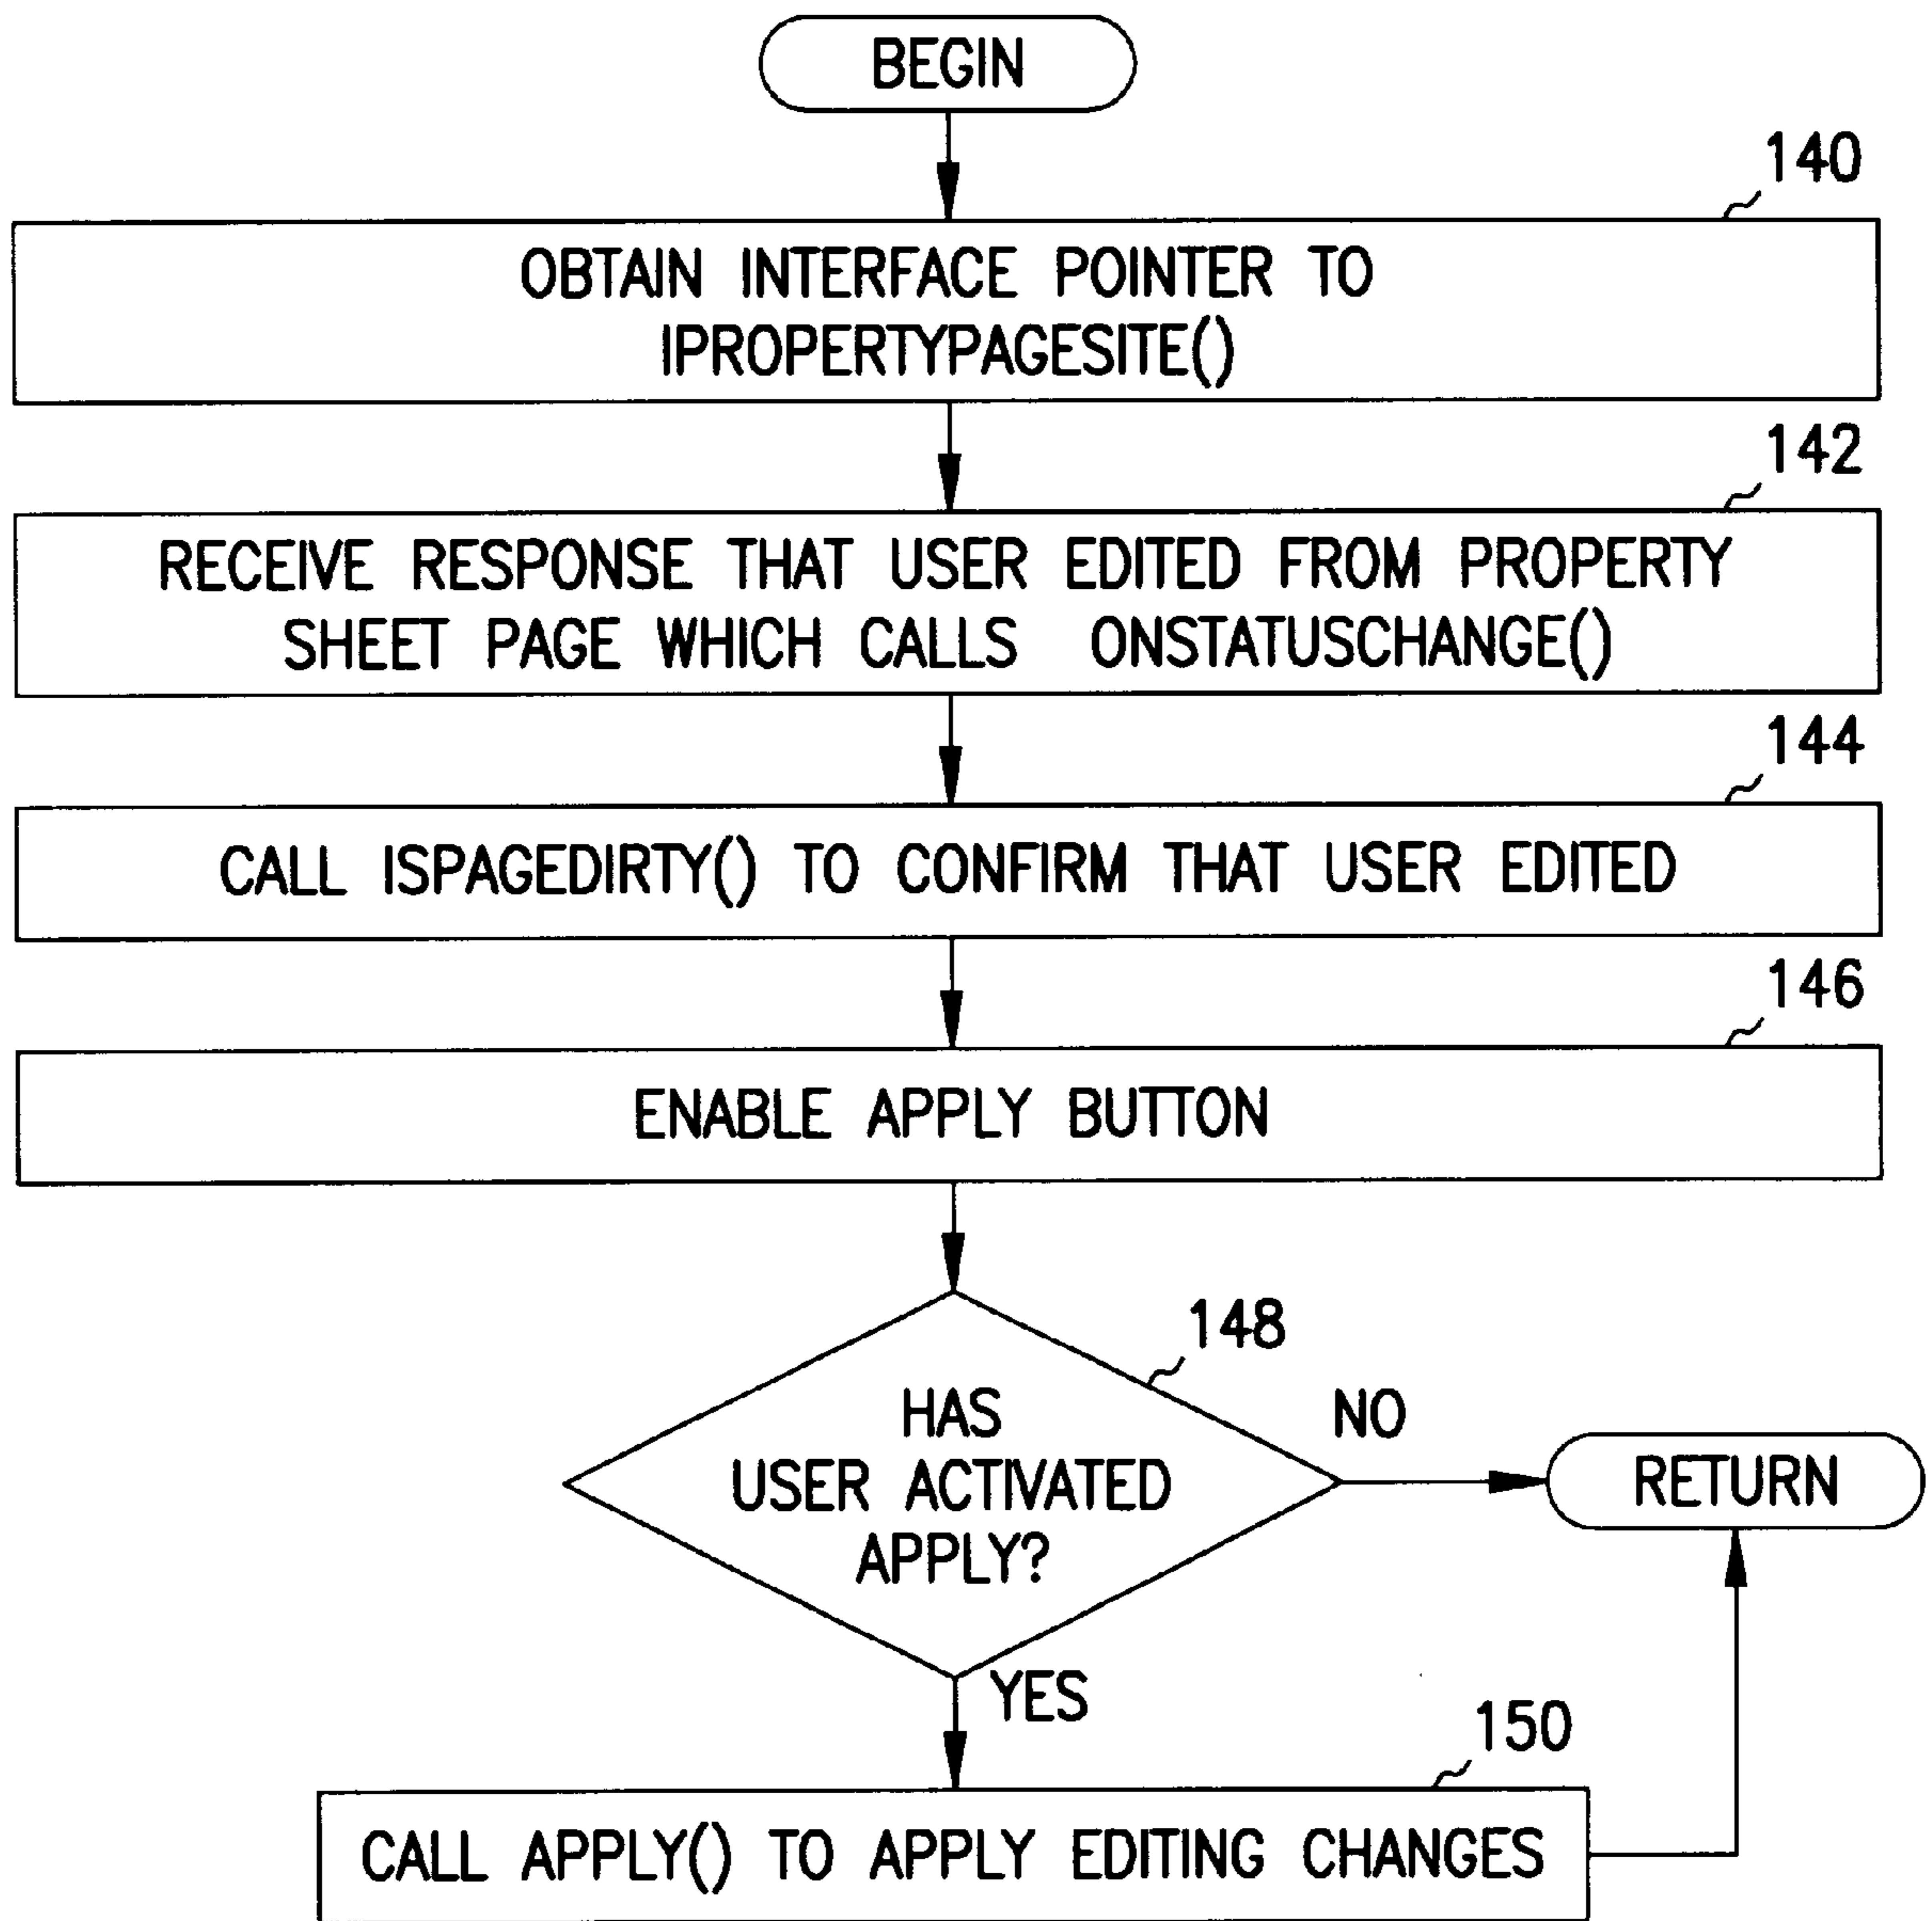 BEGIN
140
OBTAIN INTERFACE POINTER TO
IPROPERTYPAGESITE()
142
RECEIVE RESPONSE THAT USER EDITED FROM PROPERTY
SHEET PAGE WHICH CALLS ONSTATUSCHANGE()
144
CALL ISPAGEDIRTY() TO CONFIRM THAT USER EDITED
146
ENABLE APPLY BUTTON
148
HAS
USER ACTIVATED
APPLY?
NO
RETURN
YES
150
CALL APPLY() TO APPLY EDITING CHANGES